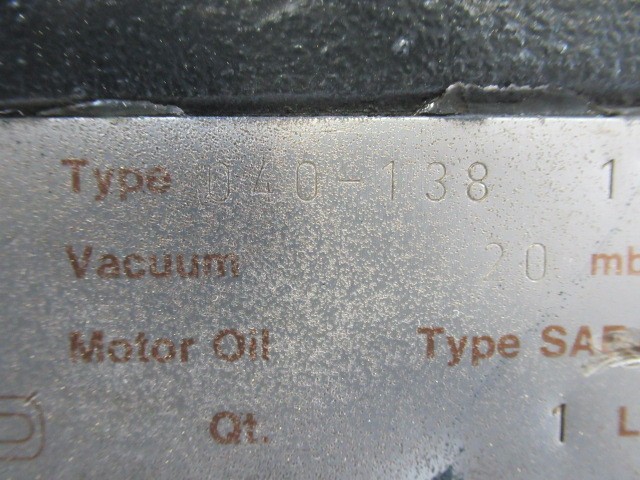 Type 040-138 1
Vacuum 20 mb
Motor Oil Type SAE
Qt. 1 L